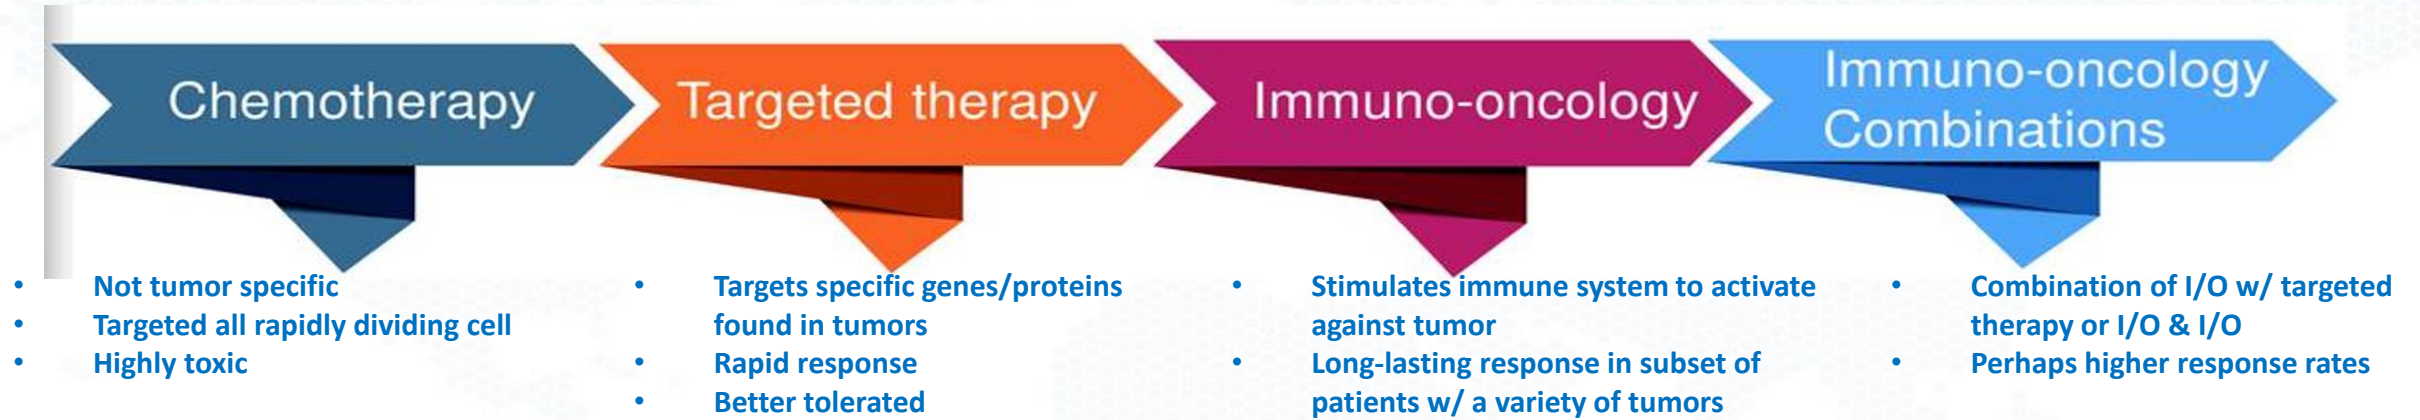 Chemotherapy
Targeted therapy
Immuno-oncology
Immuno-oncology
Combinations
• Not tumor specific
• Targeted all rapidly dividing cell
• Highly toxic
• Targets specific genes/proteins
found in tumors
• Rapid response
• Better tolerated
• Stimulates immune system to activate
against tumor
• Long-lasting response in subset of
patients w/ a variety of tumors
• Combination of I/O w/ targeted
therapy or I/O & I/O
• Perhaps higher response rates